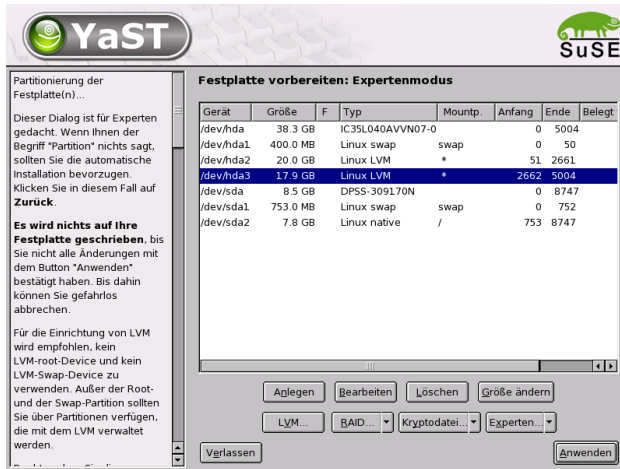 YaST
SuSE
Partitionierung der
Festplatte(n)...
Dieser Dialog ist für Experten
gedacht. Wenn Ihnen der
Begriff "Partition" nichts sagt,
sollten Sie die automatische
Installation bevorzugen.
Klicken Sie in diesem Fall auf
Zurück.
Es wird nichts auf Ihre
Festplatte geschrieben, bis
Sie nicht alle Änderungen mit
dem Button "Anwenden"
bestätigt haben. Bis dahin
können Sie gefahrlos
abbrechen.
Für die Einrichtung von LVM
wird empfohlen, kein
LVM-root-Device und kein
LVM-Swap-Device zu
verwenden. Außer der Root-
und der Swap-Partition sollten
Sie über Partitionen verfügen,
die mit dem LVM verwaltet
werden.
Festplatte vorbereiten: Expertenmodus
Gerät Größe F Typ Mountp. Anfang Ende Belegt
/dev/hda 38.3 GB IC35L040AVVN07-0 0 5004
/dev/hda1 400.0 MB Linux swap swap 0 50
/dev/hda2 20.0 GB Linux LVM * 51 2661
/dev/hda3 17.9 GB Linux LVM * 2662 5004
/dev/sda 8.5 GB DPSS-309170N 0 8747
/dev/sda1 753.0 MB Linux swap swap 0 752
/dev/sda2 7.8 GB Linux native / 753 8747
Anlegen Bearbeiten Löschen Größe ändern
LVM... RAID... Kryptodatei... Experten...
Verlassen Anwenden